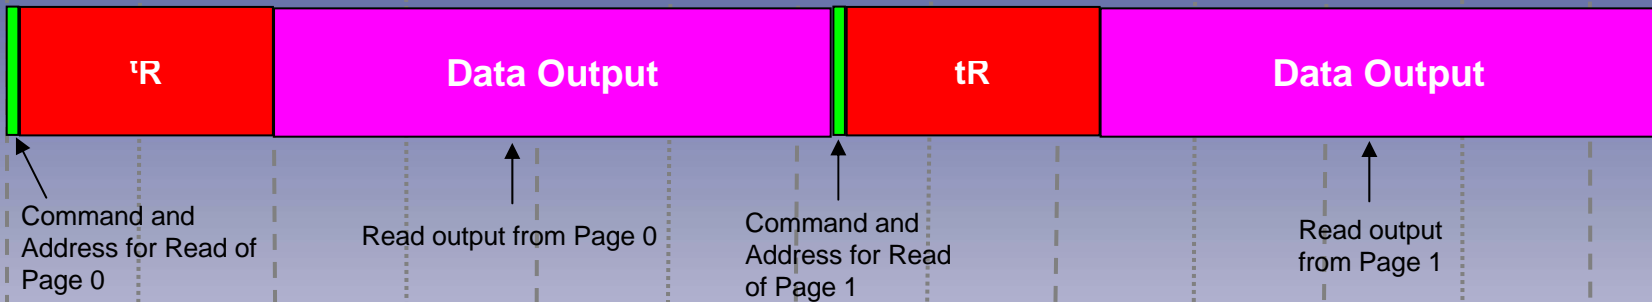 tR
Data Output
tR
Data Output
Command and
Address for Read of
Page 0
Read output from Page 0
Command and
Address for Read
of Page 1
Read output
from Page 1